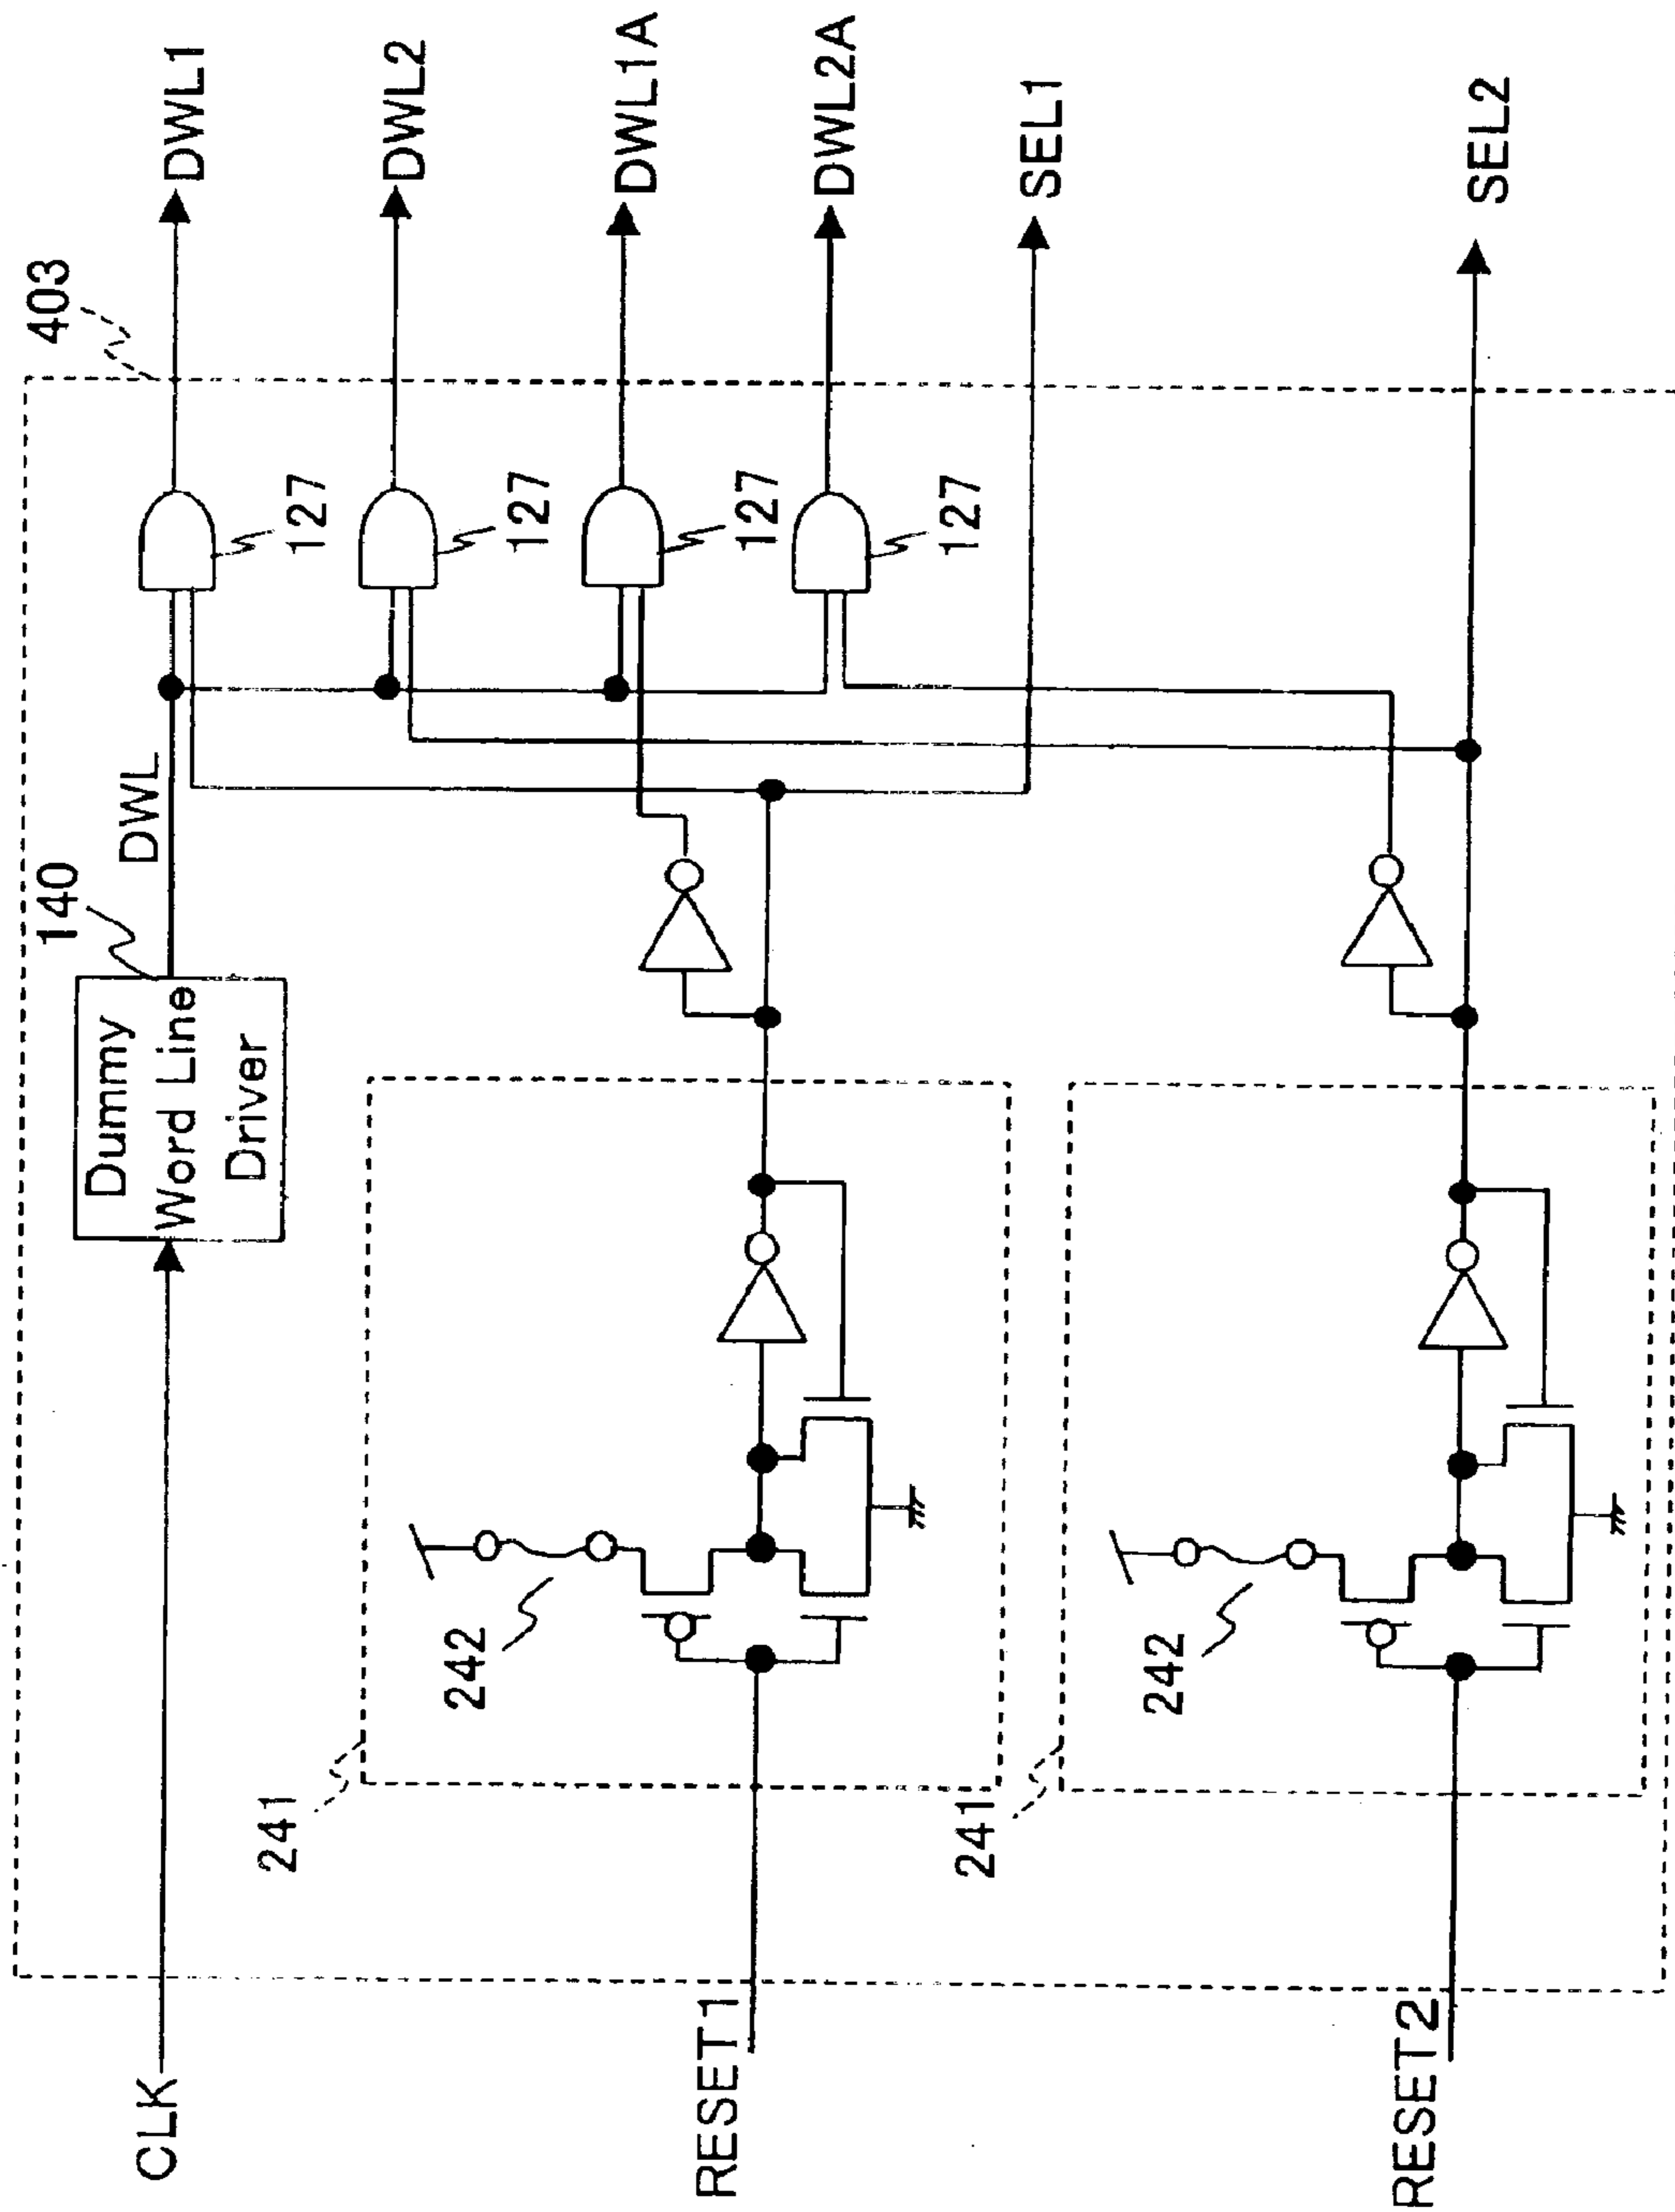 403
CLK
140
Dummy
Word Line
Driver
DWL
127
DWL1
127
DWL2
127
DWL1A
127
DWL2A
SEL1
241
242
RESET1
241
242
RESET2
SEL2